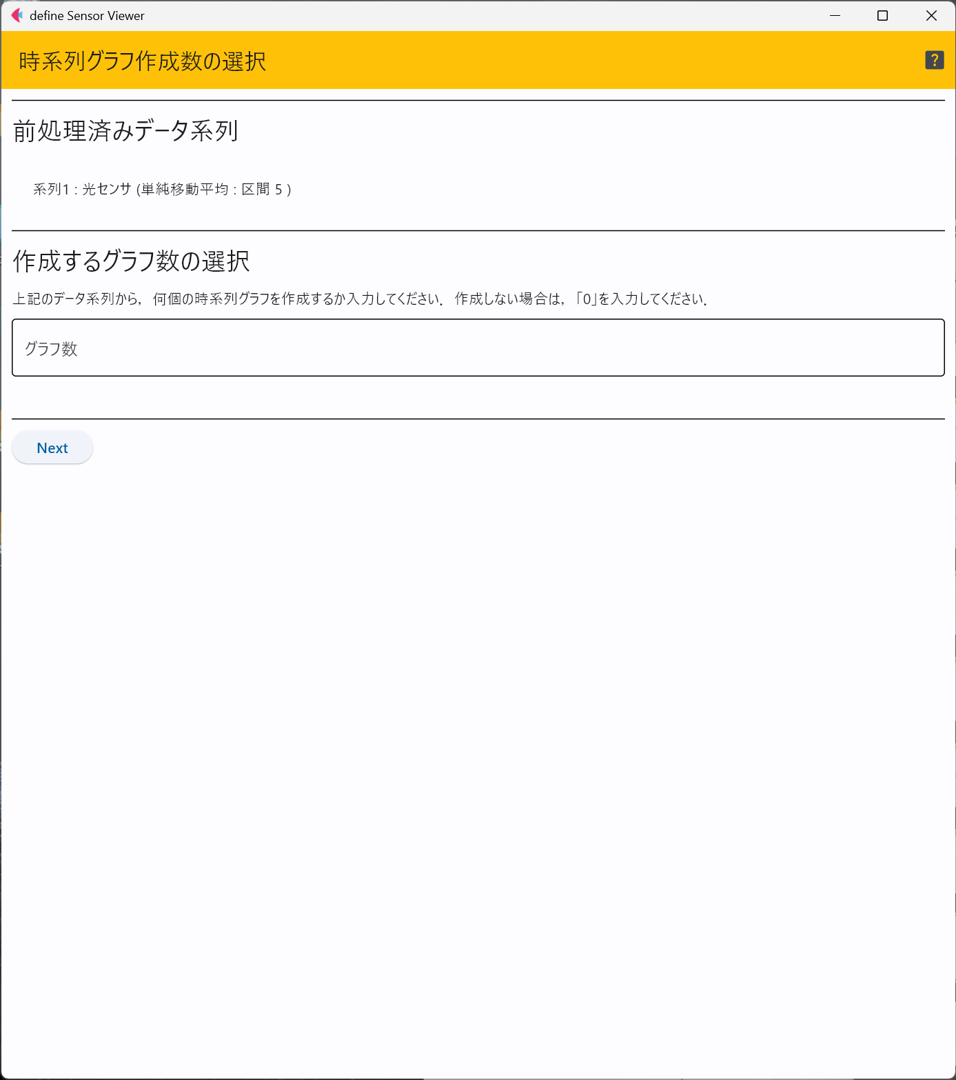 define Sensor Viewer
時系列グラフ作成数の選択
?
前処理済みデータ系列
系列1 : 光センサ (単純移動平均 : 区間 5 )
作成するグラフ数の選択
上記のデータ系列から，何個の時系列グラフを作成するか入力してください．作成しない場合は，「0」を入力してください．
グラフ数
Next